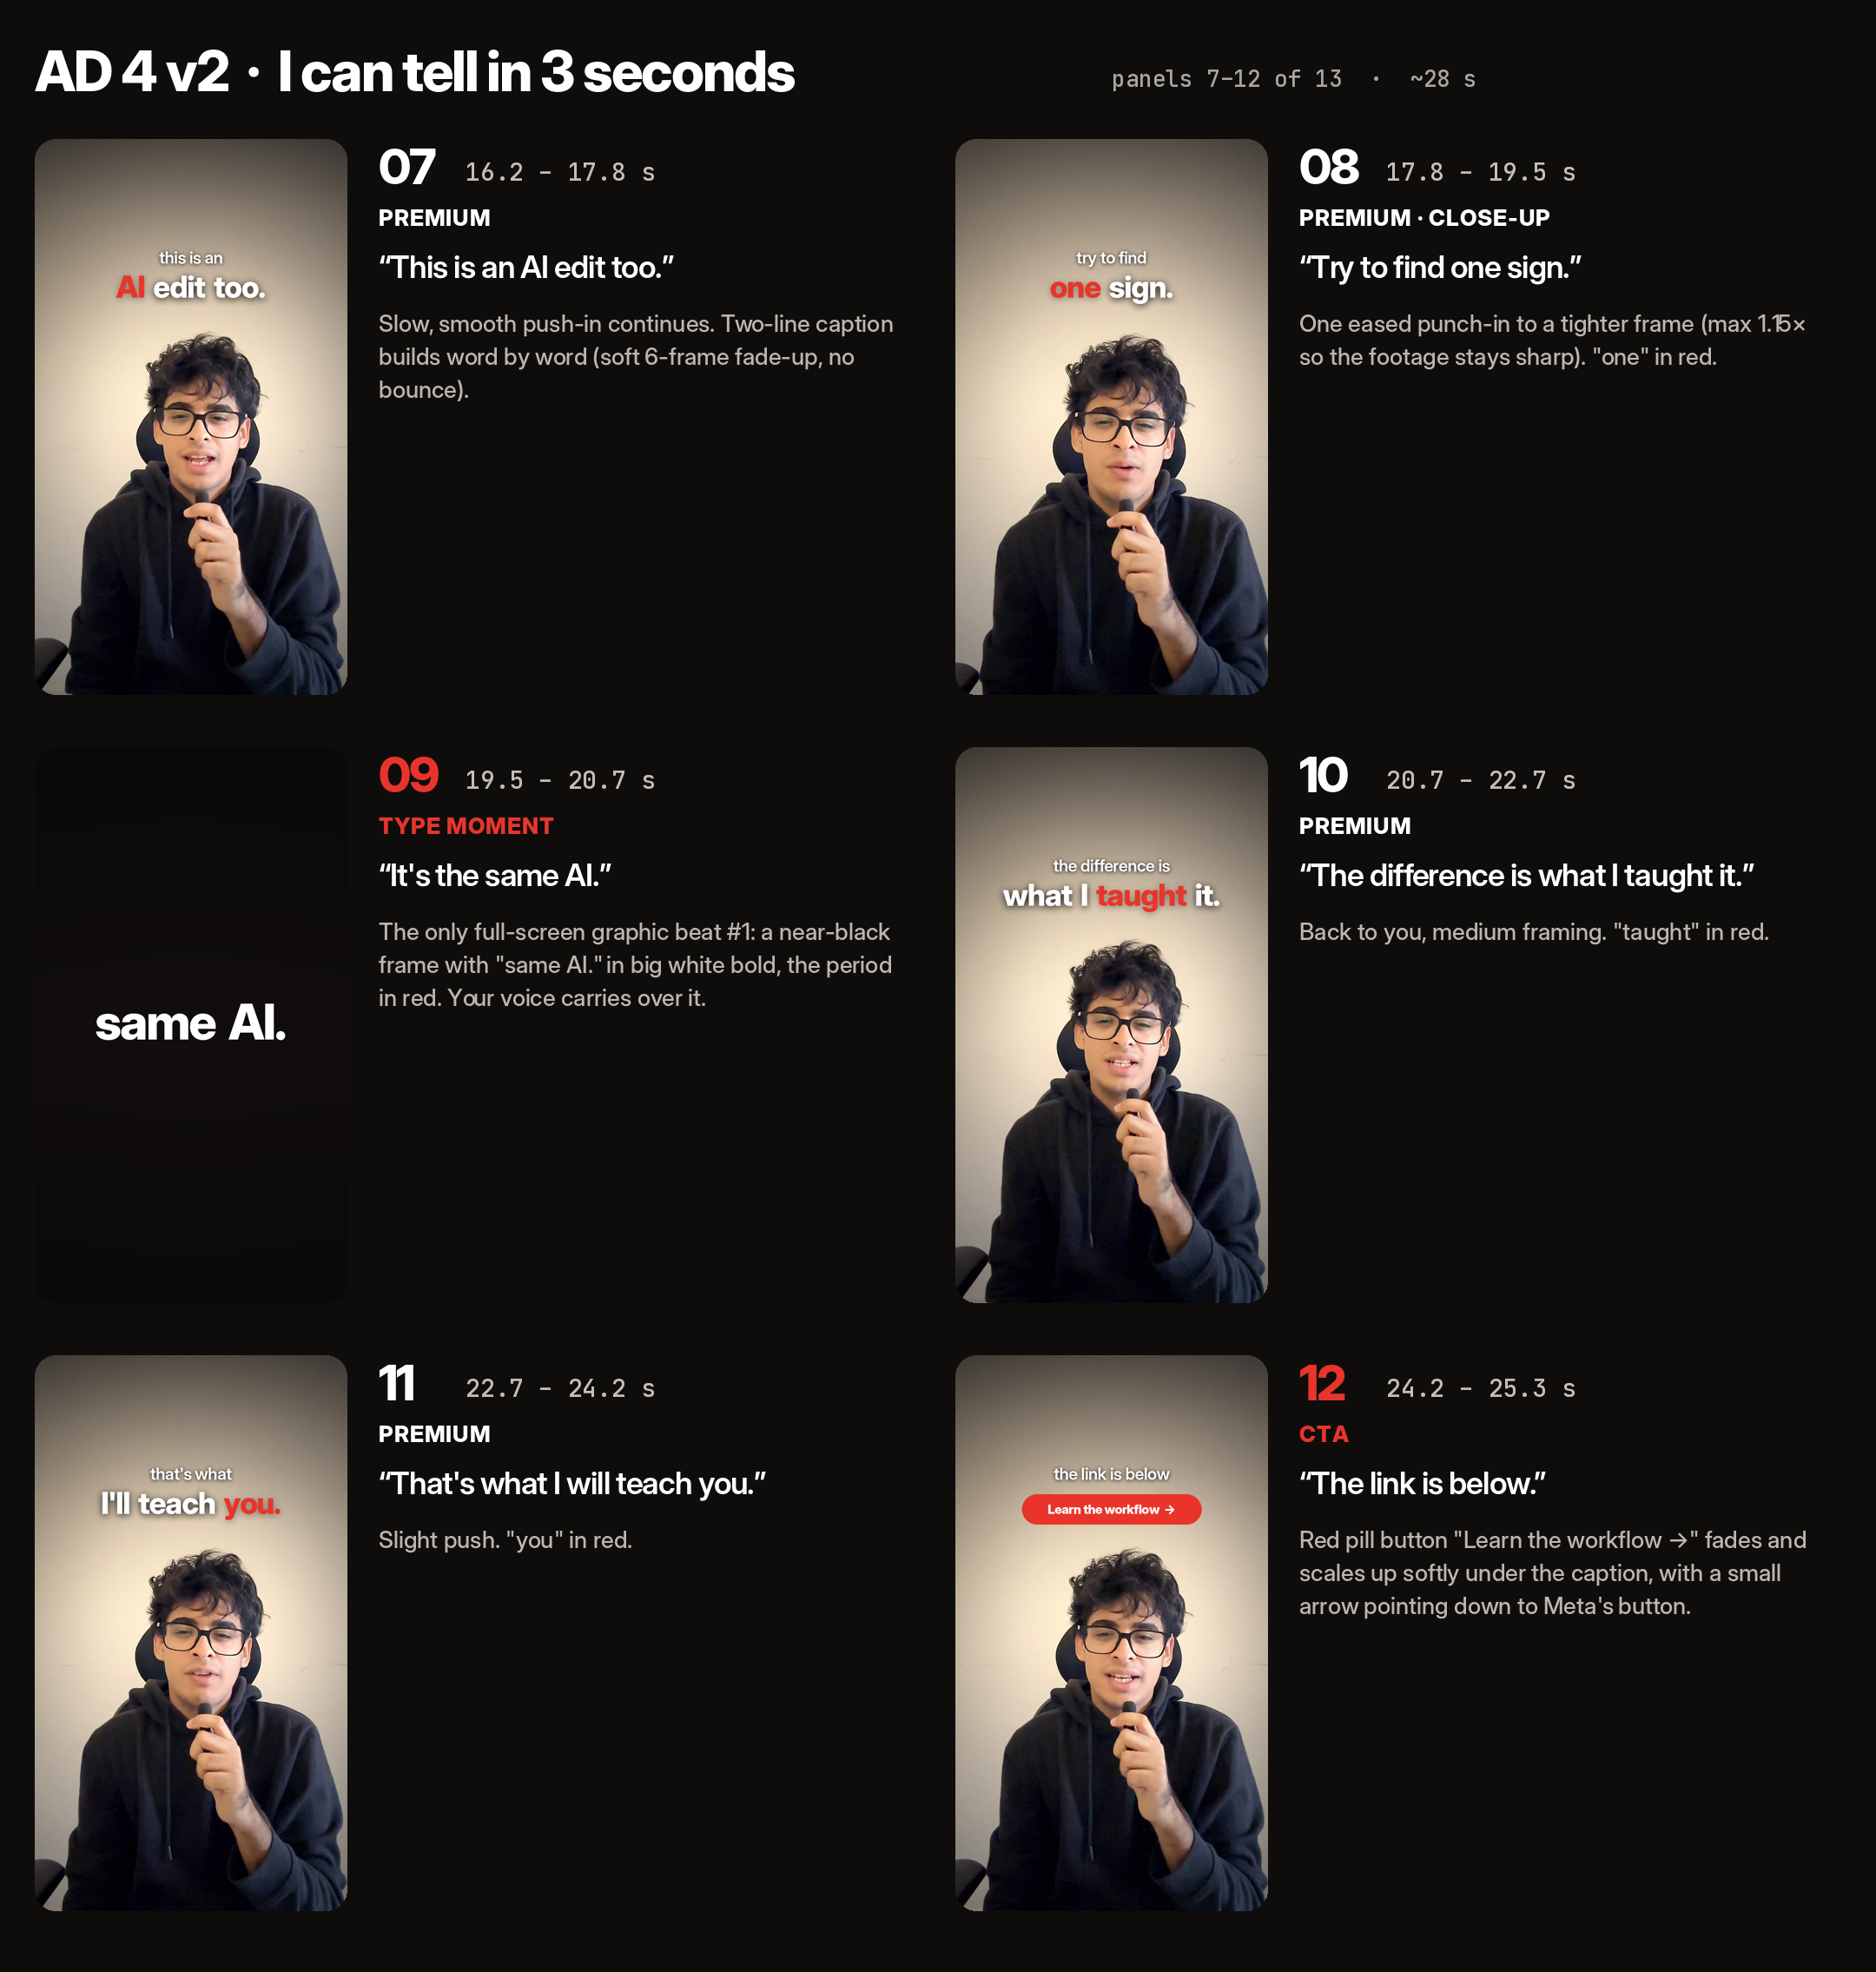 AD 4 v2 · I can tell in 3 seconds
panels 7–12 of 13 · ~28 s
this is an
AI edit too.
07 16.2 – 17.8 s
PREMIUM
“This is an AI edit too.”
Slow, smooth push-in continues. Two-line caption
builds word by word (soft 6-frame fade-up, no
bounce).
try to find
one sign.
08 17.8 – 19.5 s
PREMIUM · CLOSE-UP
“Try to find one sign.”
One eased punch-in to a tighter frame (max 1.15×
so the footage stays sharp). "one" in red.
same AI.
09 19.5 – 20.7 s
TYPE MOMENT
“It's the same AI.”
The only full-screen graphic beat #1: a near-black
frame with "same AI." in big white bold, the period
in red. Your voice carries over it.
the difference is
what I taught it.
10 20.7 – 22.7 s
PREMIUM
“The difference is what I taught it.”
Back to you, medium framing. "taught" in red.
that's what
I'll teach you.
11 22.7 – 24.2 s
PREMIUM
“That's what I will teach you.”
Slight push. "you" in red.
the link is below
Learn the workflow →
12 24.2 – 25.3 s
CTA
“The link is below.”
Red pill button "Learn the workflow →" fades and
scales up softly under the caption, with a small
arrow pointing down to Meta's button.